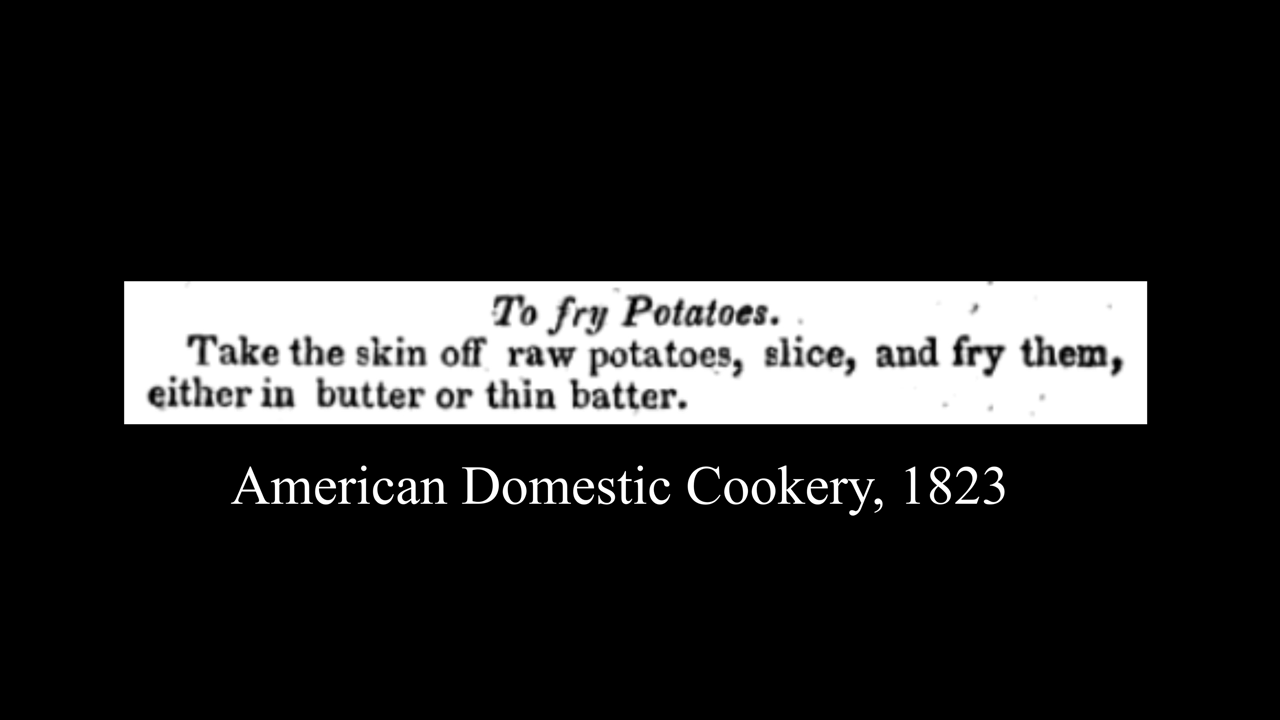 To fry Potatoes.
Take the skin off raw potatoes, slice, and fry them,
either in butter or thin batter.
American Domestic Cookery, 1823